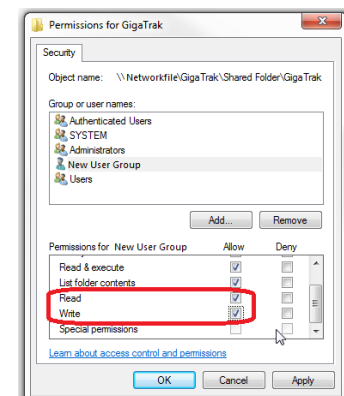 Permissions for GigaTrak
Security
Object name: \\Networkfile\GigaTrak\Shared Folder\GigaTrak
Group or user names:
Authenticated Users
SYSTEM
Administrators
New User Group
Users
Add... Remove
Permissions for New User Group Allow Deny
Read & execute
List folder contents
Read
Write
Special permissions
Learn about access control and permissions
OK Cancel Apply